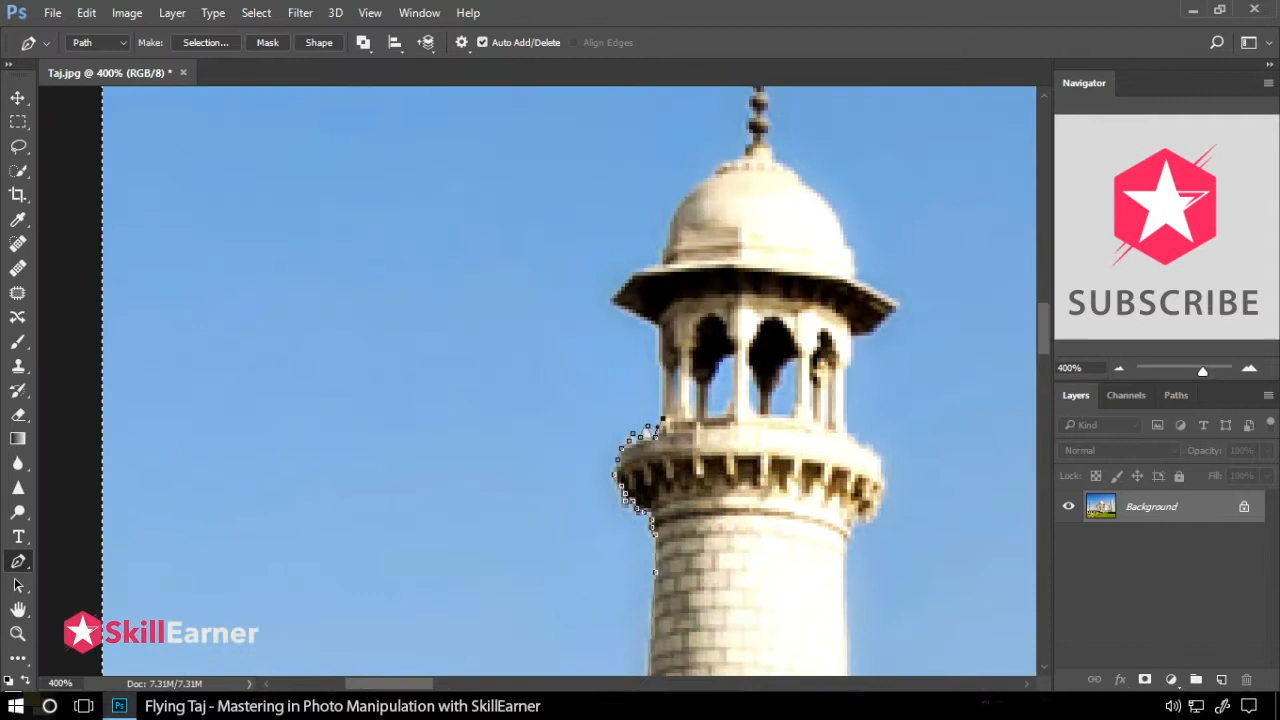 Ps File Edit Image Layer Type Select Filter 3D View Window Help
Path Make: Selection... Mask Shape Auto Add/Delete Align Edges
Taj.jpg @ 400% (RGB/8) * ×
Navigator
SUBSCRIBE
400%
Layers Channels Paths
Kind
Normal Opacity: 100%
Lock: Fill: 100%
Background
SkillEarner
400% Doc: 7.31M/7.31M
Ps Flying Taj - Mastering in Photo Manipulation with SkillEarner